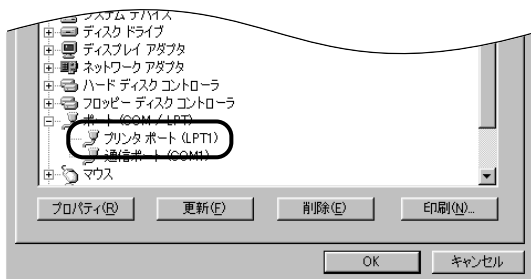 システム デバイス
ディスク ドライブ
ディスプレイ アダプタ
ネットワーク アダプタ
ハード ディスク コントローラ
フロッピー ディスク コントローラ
ポート (COM / LPT)
プリンタ ポート (LPT1)
通信ポート (COM1)
マウス
プロパティ(R) 更新(F) 削除(E) 印刷(N)...
OK キャンセル